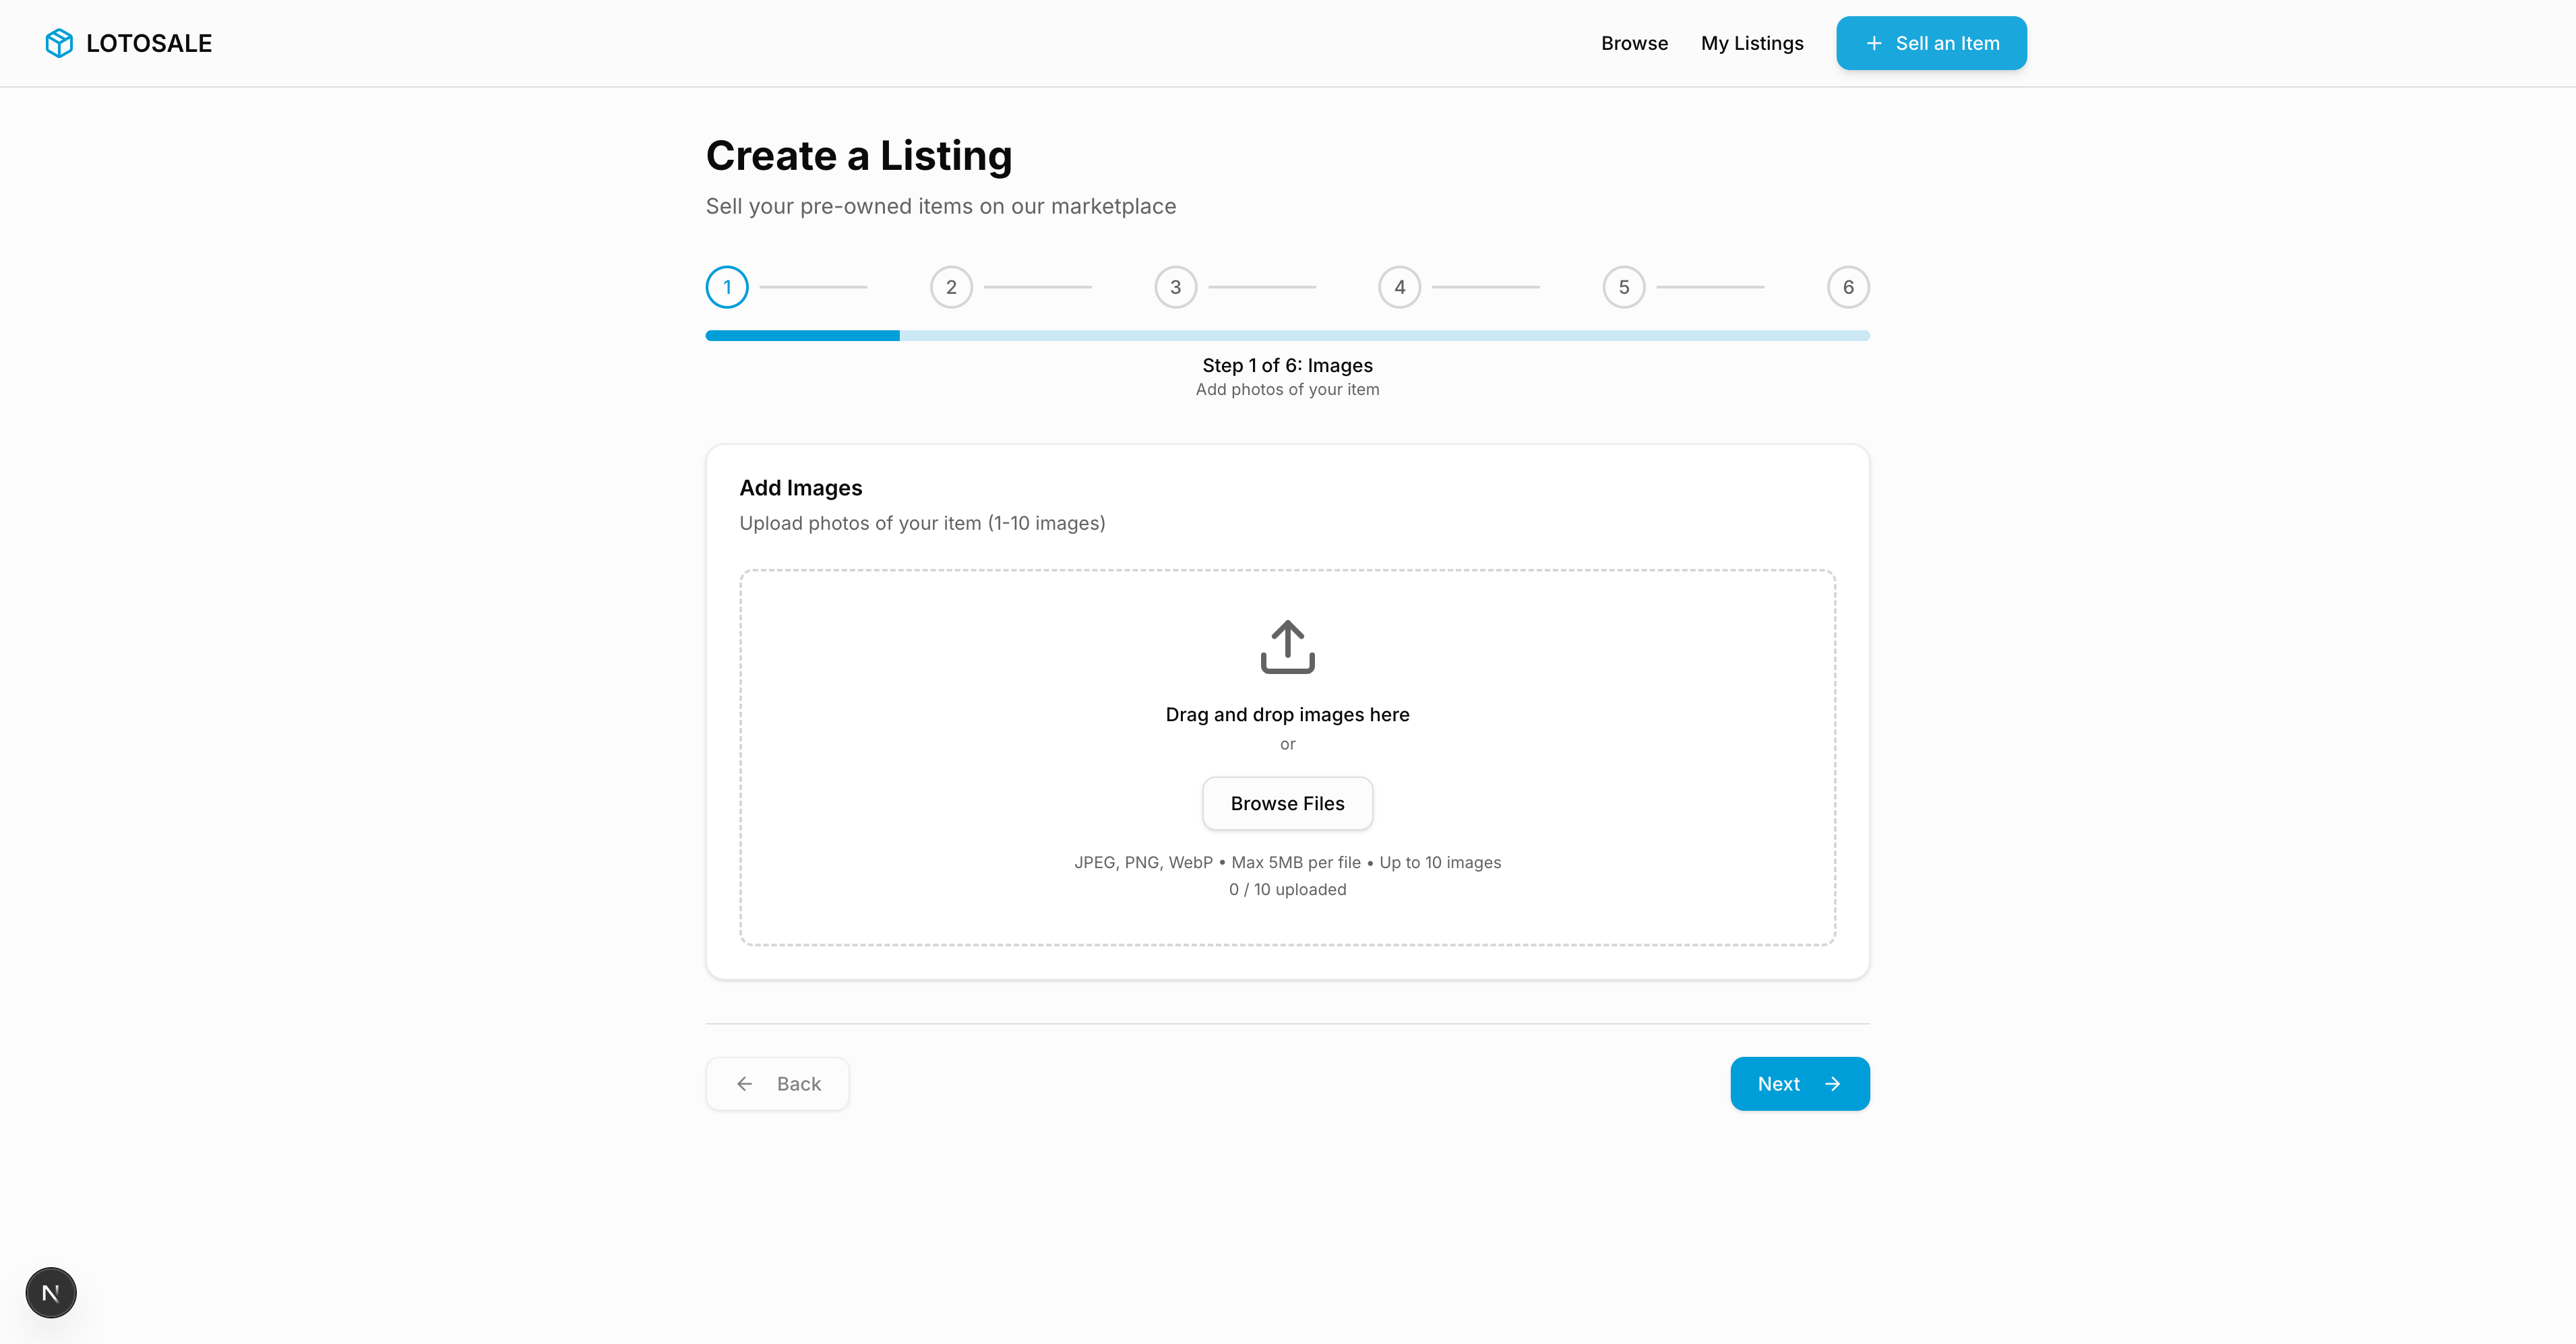 LOTOSALE
Browse
My Listings
Sell an Item
Create a Listing
Sell your pre-owned items on our marketplace
1
2
3
4
5
6
Step 1 of 6: Images
Add photos of your item
Add Images
Upload photos of your item (1-10 images)
Drag and drop images here
or
Browse Files
JPEG, PNG, WebP • Max 5MB per file • Up to 10 images
0 / 10 uploaded
Back
Next
N